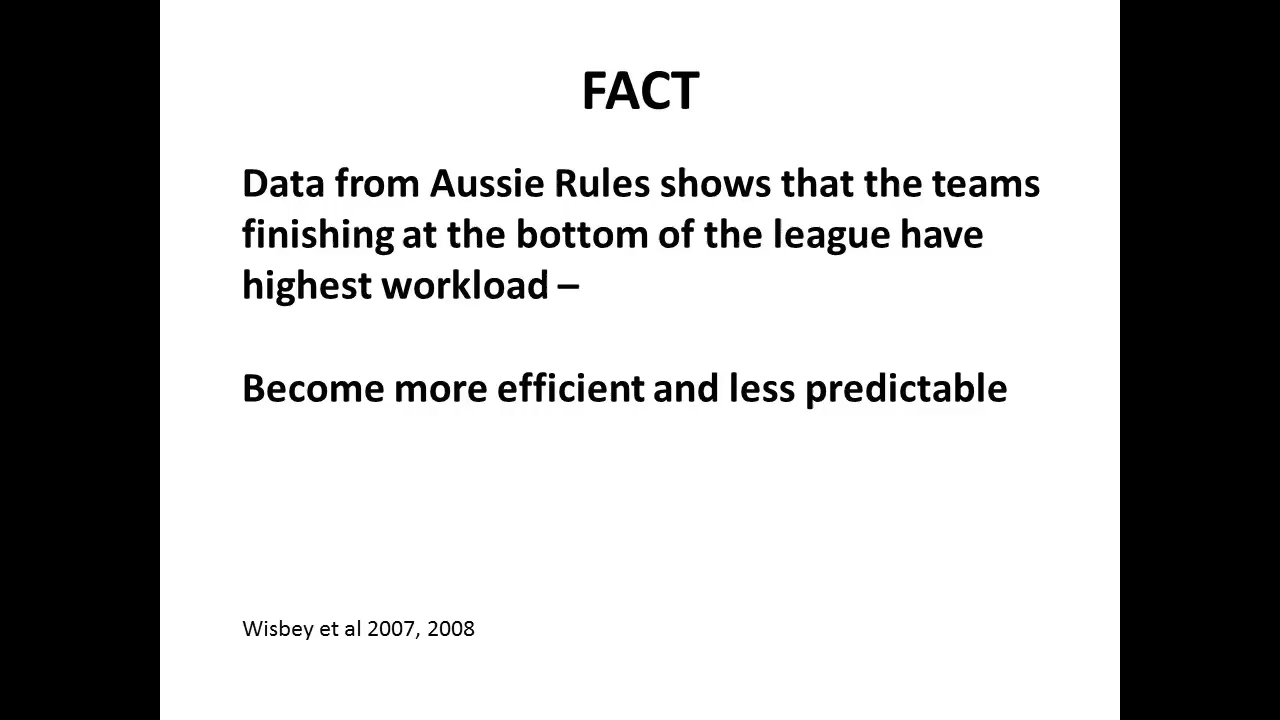 FACT
Data from Aussie Rules shows that the teams
finishing at the bottom of the league have
highest workload –
Become more efficient and less predictable
Wisbey et al 2007, 2008